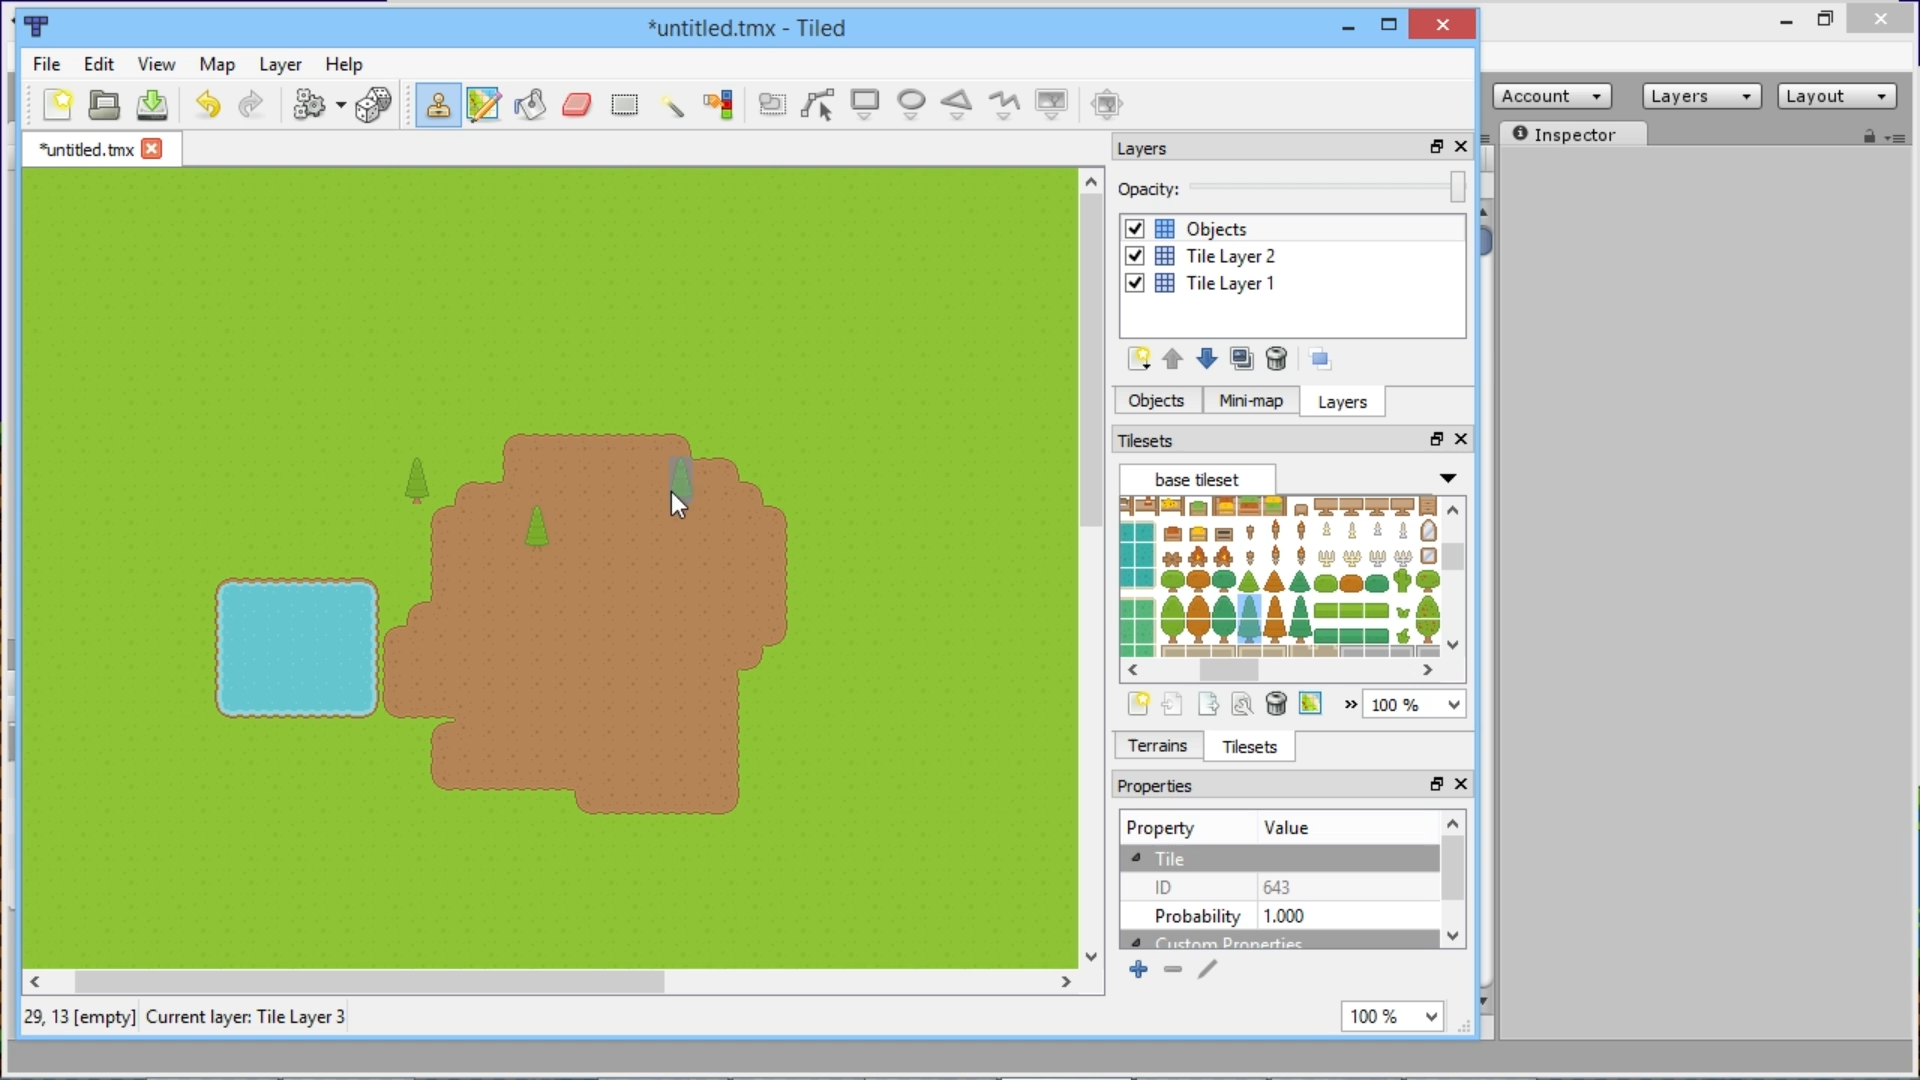 *untitled.tmx - Tiled
File Edit View Map Layer Help
Account Layers Layout
*untitled.tmx
Inspector
Layers
Opacity:
Objects
Tile Layer 2
Tile Layer 1
Objects Mini-map Layers
Tilesets
base tileset
100 %
Terrains Tilesets
Properties
Property Value
Tile
ID 643
Probability 1.000
Custom Properties
29, 13 [empty] Current layer: Tile Layer 3
100 %